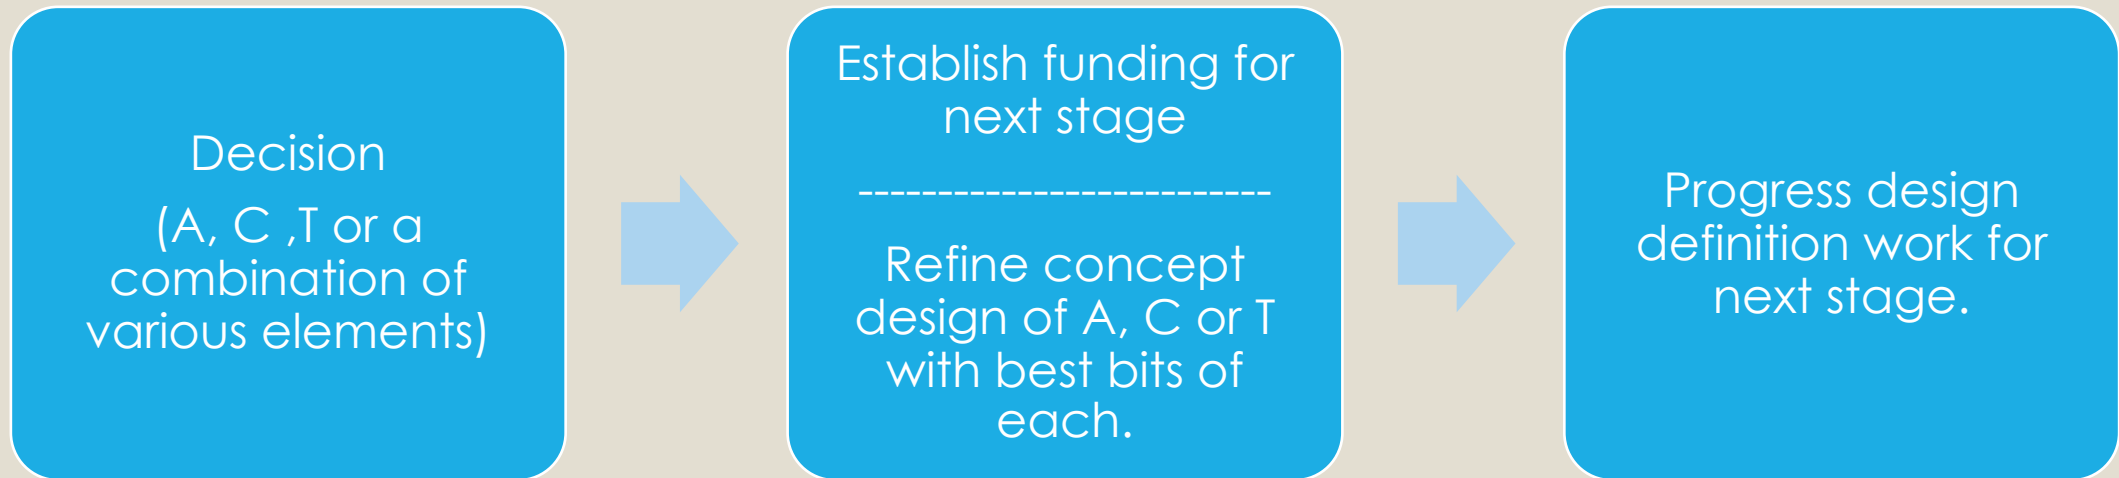 Decision
(A, C ,T or a
combination of
various elements)
Establish funding for
next stage
--------------------------
Refine concept
design of A, C or T
with best bits of
each.
Progress design
definition work for
next stage.